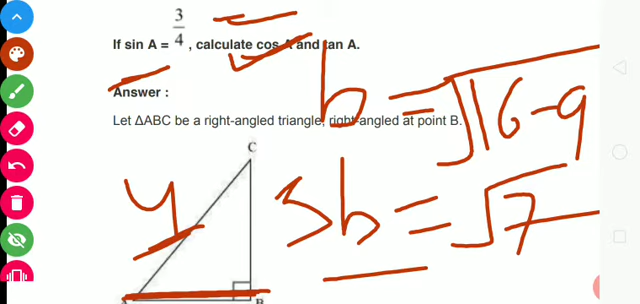 3
If sin A = 4 , calculate cos A and tan A.
Answer :
b = √16-9
Let ΔABC be a right-angled triangle, right-angled at point B.
C
4
3
b = √7
A
B